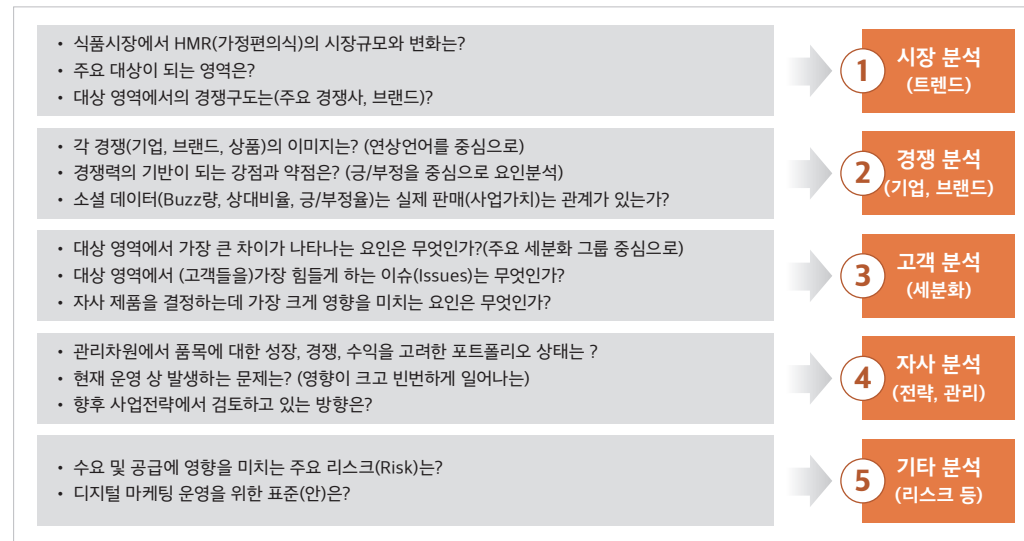 • 식품시장에서 HMR(가정편의식)의 시장규모와 변화는?
• 주요 대상이 되는 영역은?
• 대상 영역에서의 경쟁구도는(주요 경쟁사, 브랜드)?
1
시장 분석
(트렌드)
• 각 경쟁(기업, 브랜드, 상품)의 이미지는? (연상언어를 중심으로)
• 경쟁력의 기반이 되는 강점과 약점은? (긍/부정을 중심으로 요인분석)
• 소셜 데이터(Buzz량, 상대비율, 긍/부정율)는 실제 판매(사업가치)는 관계가 있는가?
2
경쟁 분석
(기업, 브랜드)
• 대상 영역에서 가장 큰 차이가 나타나는 요인은 무엇인가?(주요 세분화 그룹 중심으로)
• 대상 영역에서 (고객들을)가장 힘들게 하는 이슈(Issues)는 무엇인가?
• 자사 제품을 결정하는데 가장 크게 영향을 미치는 요인은 무엇인가?
3
고객 분석
(세분화)
• 관리차원에서 품목에 대한 성장, 경쟁, 수익을 고려한 포트폴리오 상태는 ?
• 현재 운영 상 발생하는 문제는? (영향이 크고 빈번하게 일어나는)
• 향후 사업전략에서 검토하고 있는 방향은?
4
자사 분석
(전략, 관리)
• 수요 및 공급에 영향을 미치는 주요 리스크(Risk)는?
• 디지털 마케팅 운영을 위한 표준(안)은?
5
기타 분석
(리스크 등)